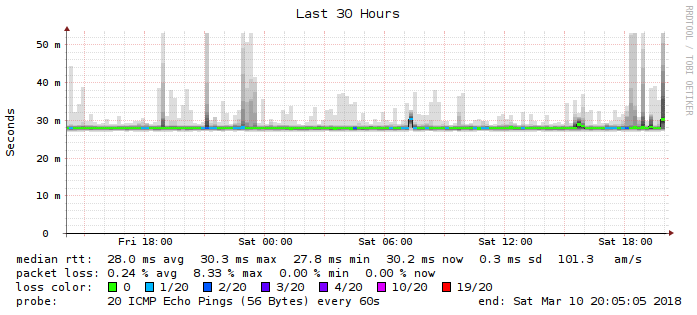 Last 30 Hours
RRDTOOL / TOBI OETIKER
Seconds
50 m
40 m
30 m
20 m
10 m
0
Fri 18:00 Sat 00:00 Sat 06:00 Sat 12:00 Sat 18:00
median rtt: 28.0 ms avg 30.3 ms max 27.8 ms min 30.2 ms now 0.3 ms sd 101.3 am/s
packet loss: 0.24 % avg 8.33 % max 0.00 % min 0.00 % now
loss color: 0 1/20 2/20 3/20 4/20 10/20 19/20
probe: 20 ICMP Echo Pings (56 Bytes) every 60s end: Sat Mar 10 20:05:05 2018